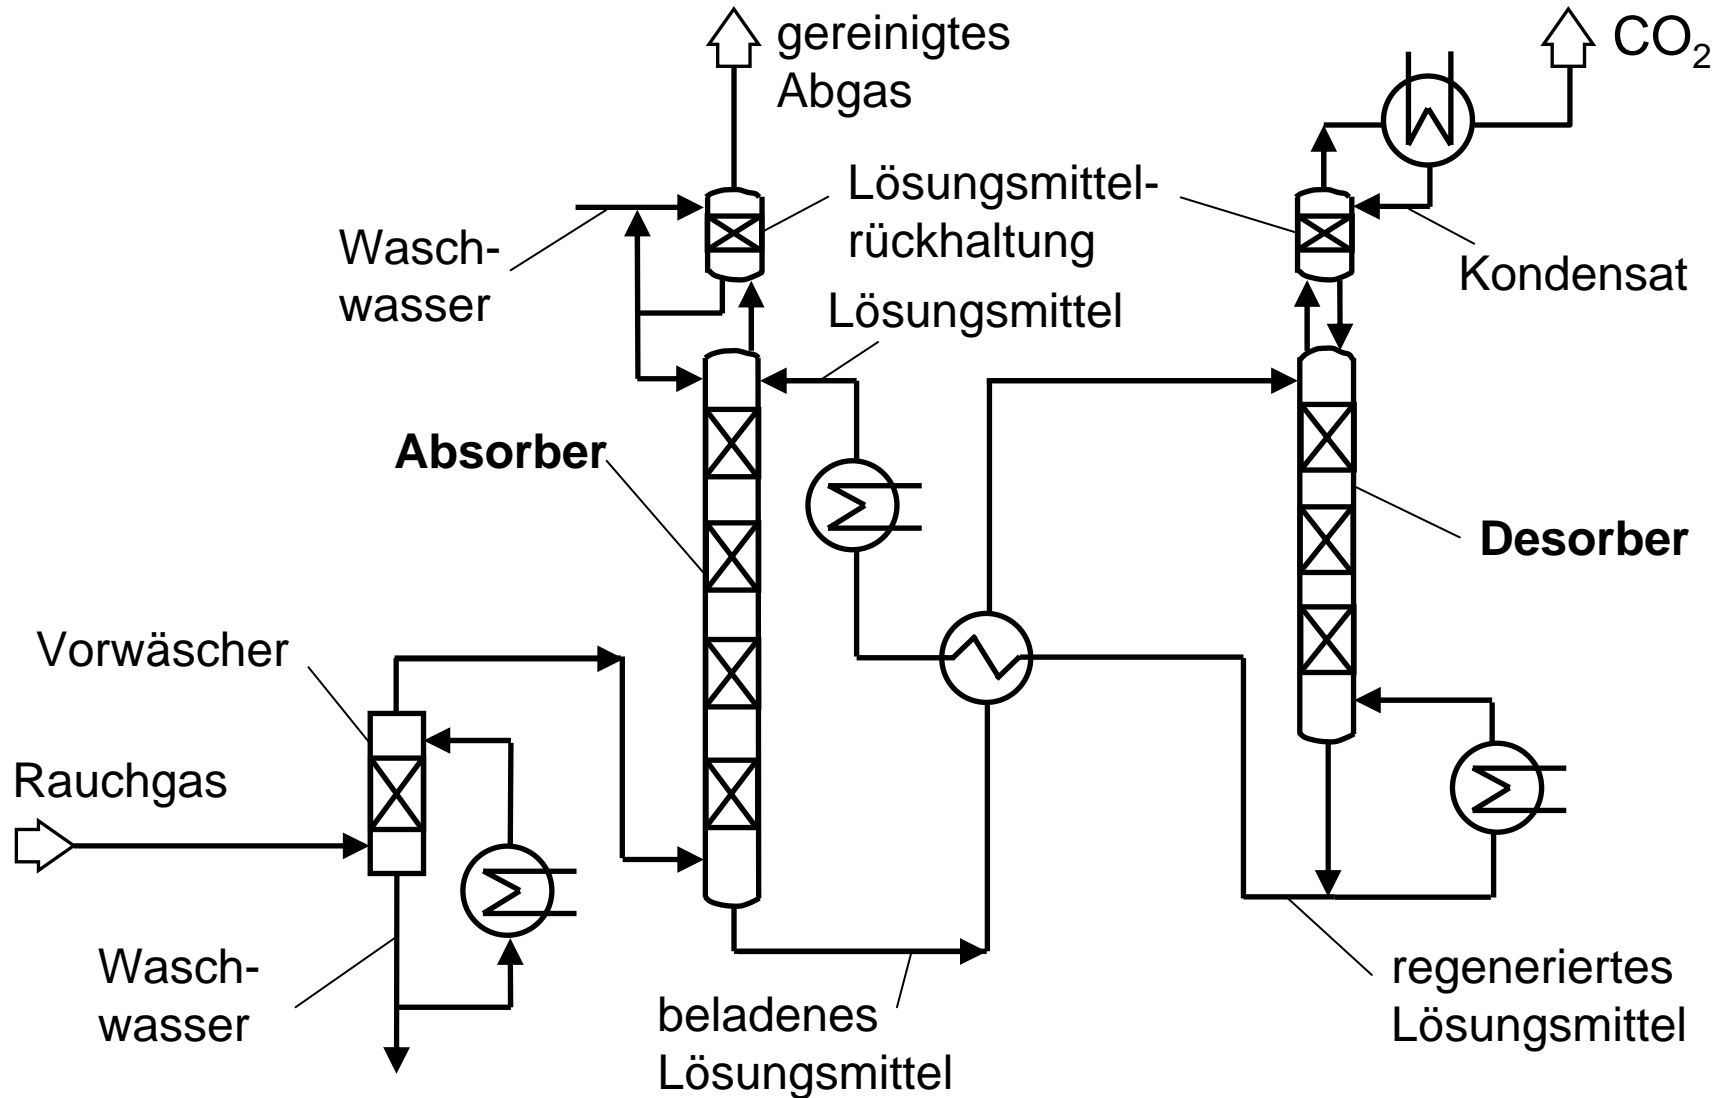 gereinigtes
Abgas
CO₂
Lösungsmittel-
rückhaltung
Wasch-
wasser
Kondensat
Lösungsmittel
Absorber
Desorber
Vorwäscher
Rauchgas
Wasch-
wasser
beladenes
Lösungsmittel
regeneriertes
Lösungsmittel